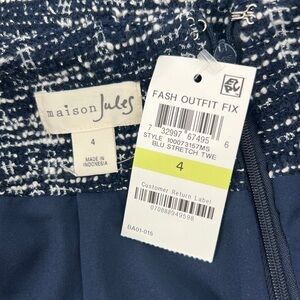 maison Jules
4
MADE IN
INDONESIA
FASH OUTFIT FIX
7 32997 67495 6
STYLE 100073157MS
BLU STRETCH TWE
4
Customer Return Label
070889949598
BA01-015